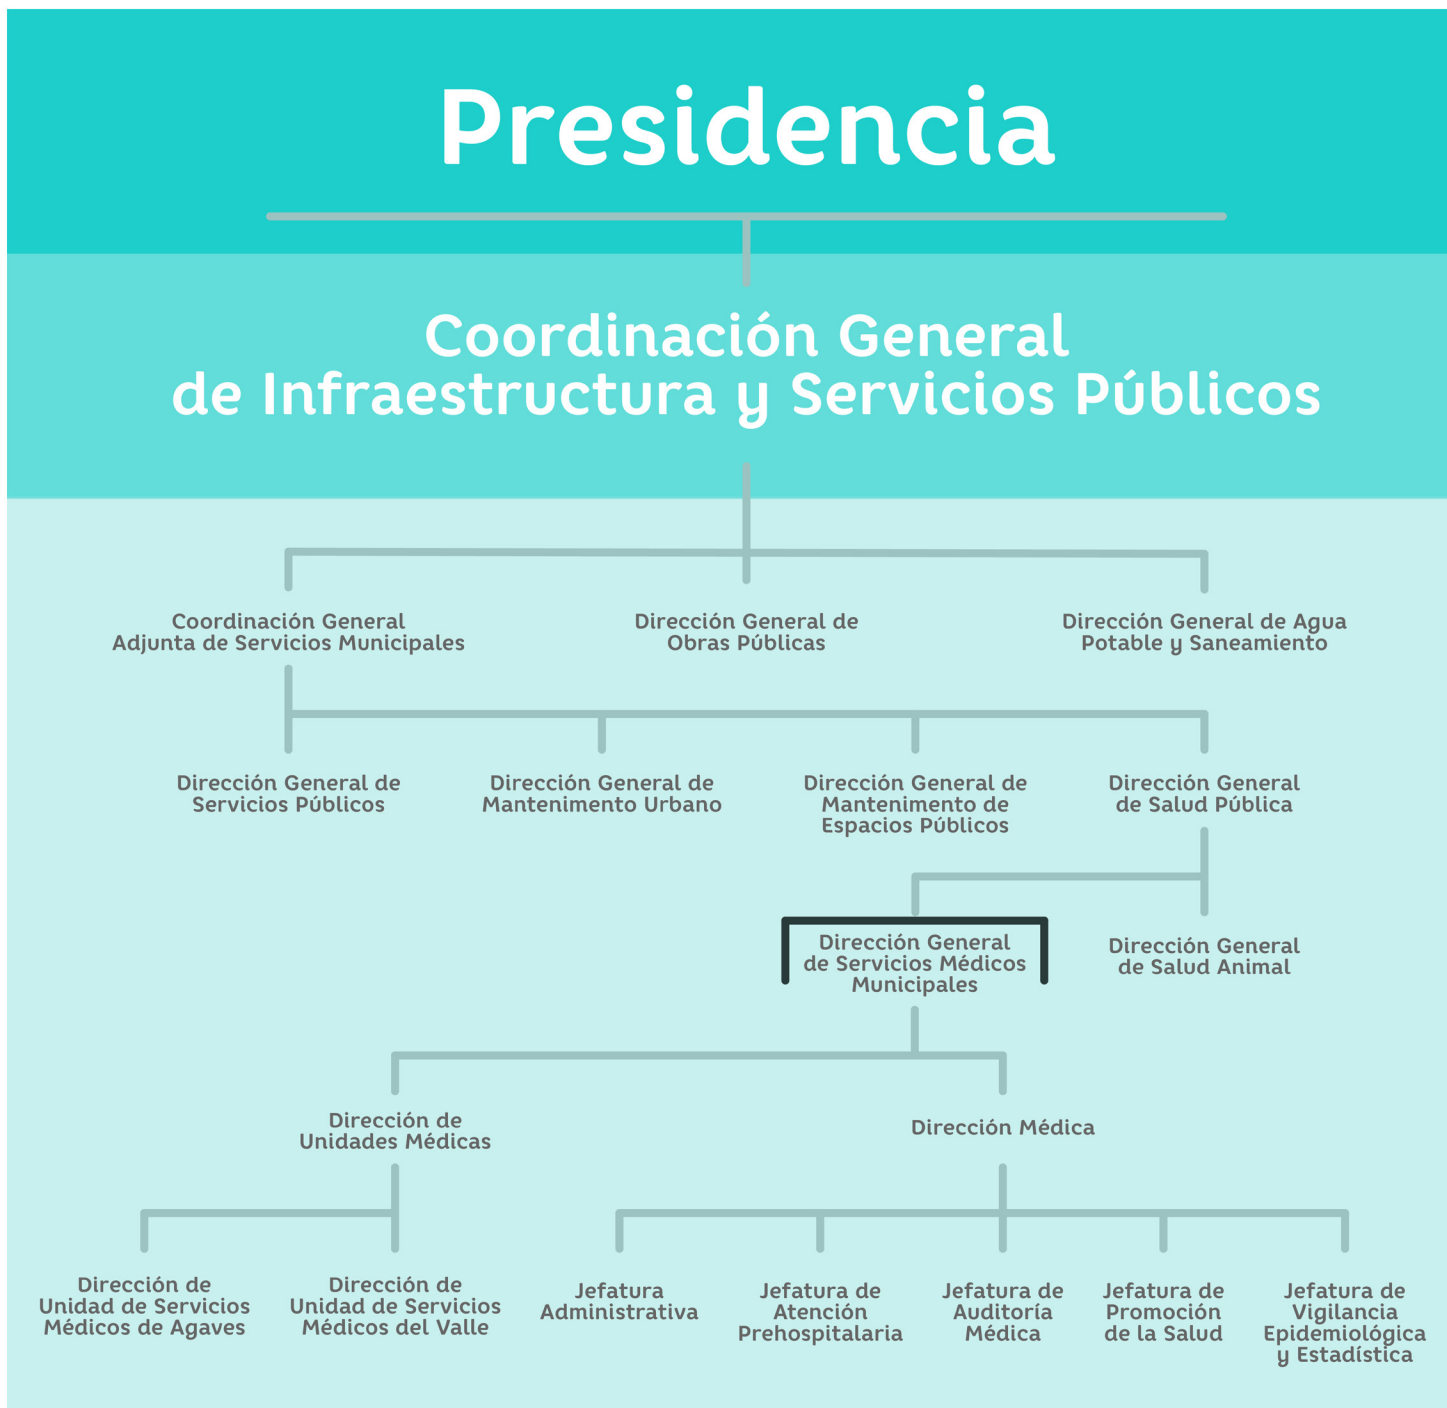 Presidencia
Coordinación General
de Infraestructura y Servicios Públicos
Coordinación General
Adjunta de Servicios Municipales
Dirección General de
Obras Públicas
Dirección General de Agua
Potable y Saneamiento
Dirección General de
Servicios Públicos
Dirección General de
Mantenimento Urbano
Dirección General de
Mantenimento de
Espacios Públicos
Dirección General
de Salud Pública
Dirección General
de Servicios Médicos
Municipales
Dirección General
de Salud Animal
Dirección de
Unidades Médicas
Dirección Médica
Dirección de
Unidad de Servicios
Médicos de Agaves
Dirección de
Unidad de Servicios
Médicos del Valle
Jefatura
Administrativa
Jefatura de
Atención
Prehospitalaria
Jefatura de
Auditoría
Médica
Jefatura de
Promoción
de la Salud
Jefatura de
Vigilancia
Epidemiológica
y Estadística